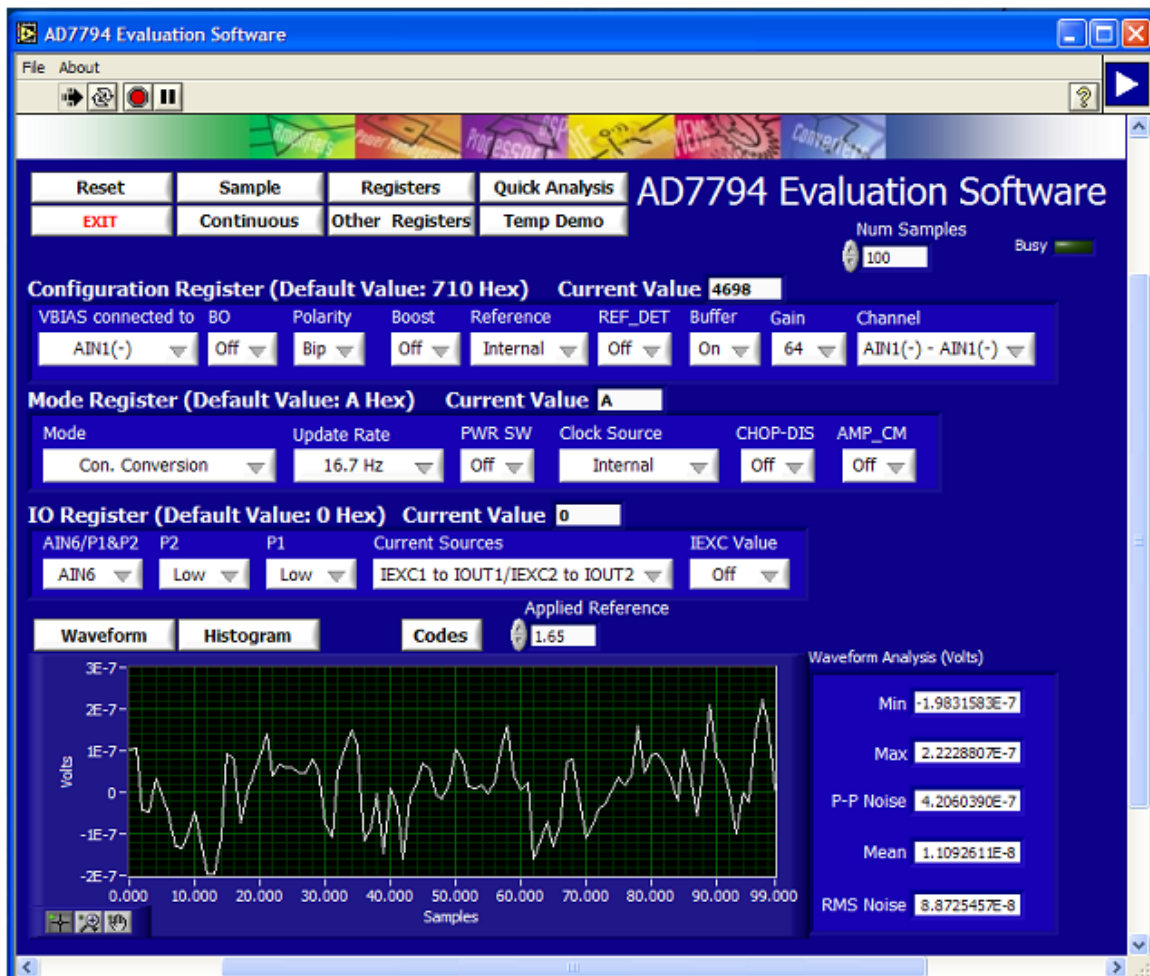 AD7794 Evaluation Software
File About
Amplifiers Power Management Processors DSP RF MEMS Converters
Reset Sample Registers Quick Analysis AD7794 Evaluation Software
EXIT Continuous Other Registers Temp Demo
Num Samples
100
Busy
Configuration Register (Default Value: 710 Hex) Current Value 4698
VBIAS connected to BO Polarity Boost Reference REF_DET Buffer Gain Channel
AIN1(-) Off Bip Off Internal Off On 64 AIN1(-) - AIN1(-)
Mode Register (Default Value: A Hex) Current Value A
Mode Update Rate PWR SW Clock Source CHOP-DIS AMP_CM
Con. Conversion 16.7 Hz Off Internal Off Off
IO Register (Default Value: 0 Hex) Current Value 0
AIN6/P1&P2 P2 P1 Current Sources IEXC Value
AIN6 Low Low IEXC1 to IOUT1/IEXC2 to IOUT2 Off
Applied Reference
Waveform Histogram Codes 1.65
Waveform Analysis (Volts)
3E-7
2E-7
1E-7
0
-1E-7
-2E-7
Volts
0.000 10.000 20.000 30.000 40.000 50.000 60.000 70.000 80.000 90.000 99.000
Samples
Min -1.9831583E-7
Max 2.2228807E-7
P-P Noise 4.2060390E-7
Mean 1.1092611E-8
RMS Noise 8.8725457E-8